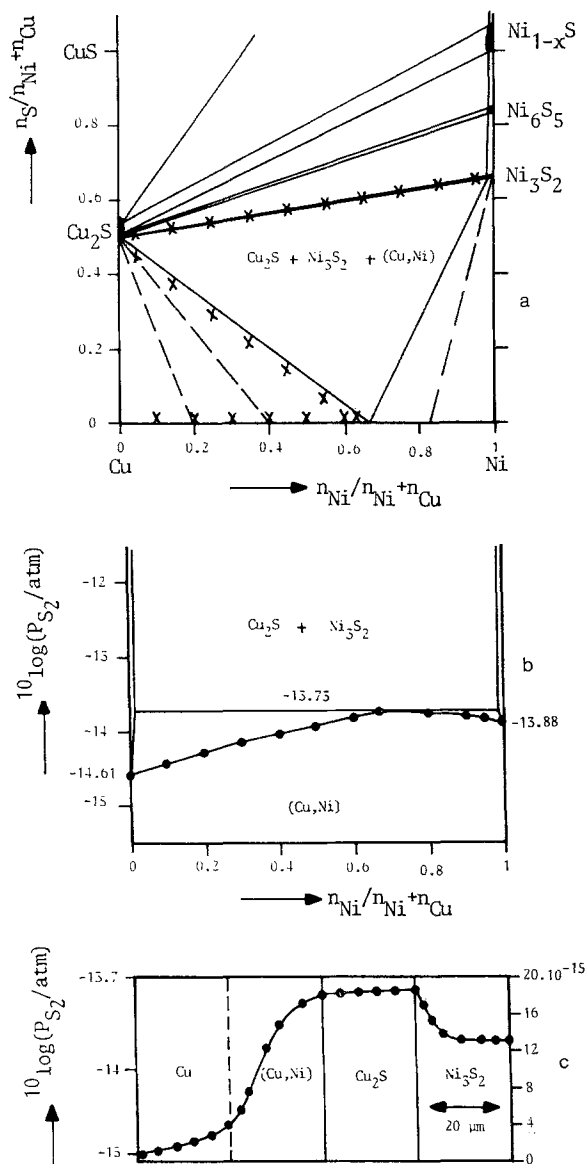 n_S/n_Ni+n_Cu
CuS
0.8
0.6
Cu₂S
0.4
0.2
0
Ni₁₋ₓS
Ni₆S₅
Ni₃S₂
Cu₂S + Ni₃S₂ + (Cu,Ni)
a
0 0.2 0.4 0.6 0.8 1
Cu Ni
n_Ni/n_Ni+n_Cu
¹⁰log(P_S₂/atm)
-12
-13
-14
-14.61
-15
Cu₂S + Ni₃S₂
b
-13.73
-13.88
(Cu,Ni)
0 0.2 0.4 0.6 0.8 1
n_Ni/n_Ni+n_Cu
¹⁰log(P_S₂/atm)
-13.7
-14
-15
Cu
(Cu,Ni)
Cu₂S
Ni₃S₂
20 μm
20.10⁻¹⁵
16
12
8
4
0
c